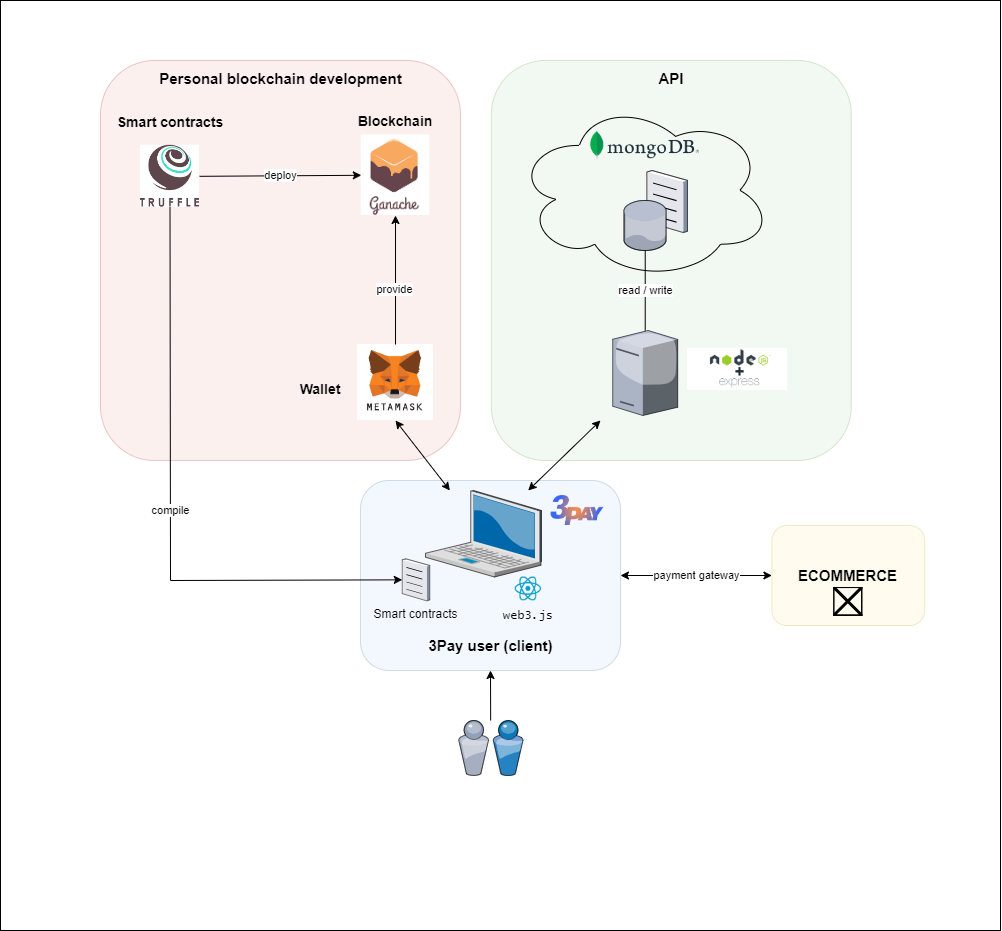 Personal blockchain development
API
Smart contracts
Blockchain
mongoDB®
TRUFFLE
deploy
Ganache
provide
read / write
node JS
+
express
Wallet
METAMASK
3PAY
compile
payment gateway
ECOMMERCE
Smart contracts
web3.js
3Pay user (client)